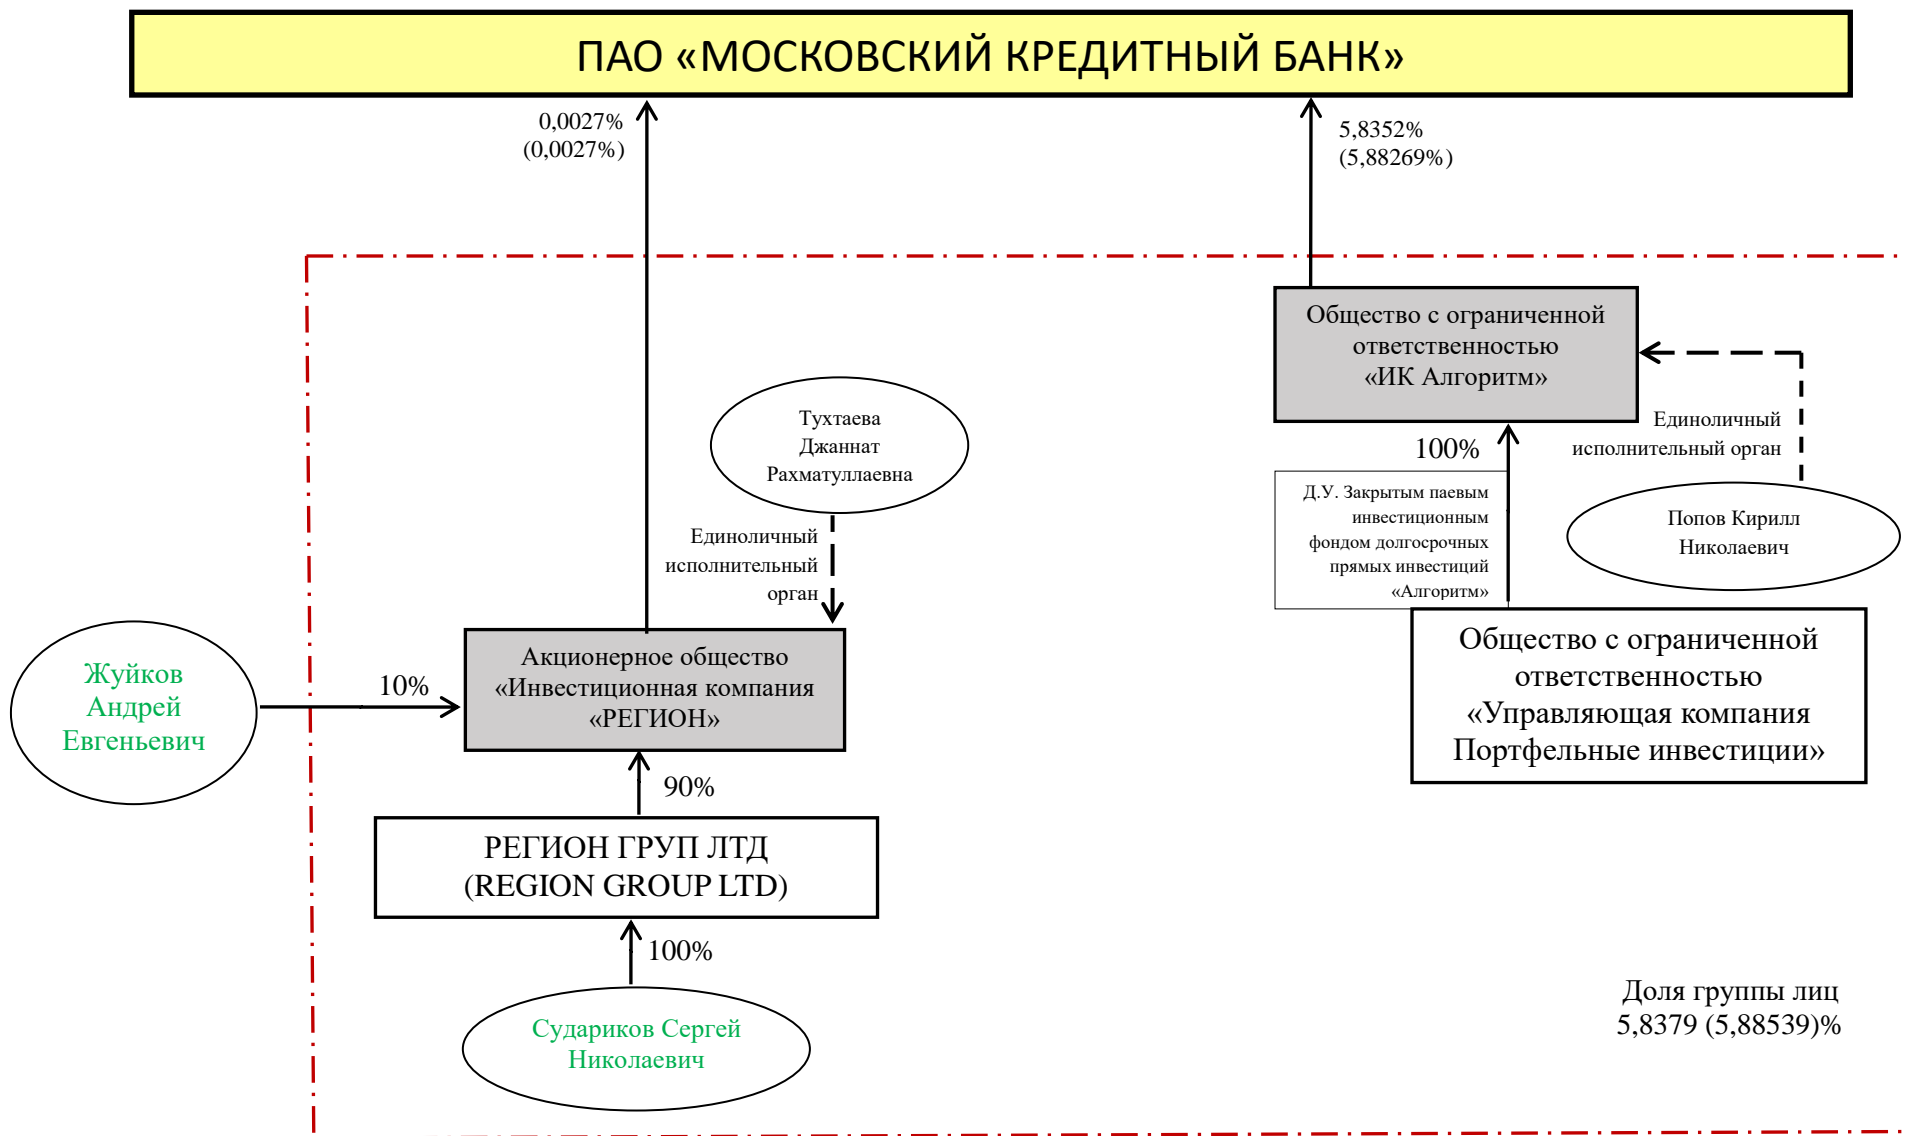 ПАО «МОСКОВСКИЙ КРЕДИТНЫЙ БАНК»
0,0027%
(0,0027%)
5,8352%
(5,88269%)
Общество с ограниченной
ответственностью
«ИК Алгоритм»
Тухтаева
Джаннат
Рахматуллаевна
Единоличный
исполнительный
орган
100%
Единоличный
исполнительный орган
Д.У. Закрытым паевым
инвестиционным
фондом долгосрочных
прямых инвестиций
«Алгоритм»
Попов Кирилл
Николаевич
Жуйков
Андрей
Евгеньевич
10%
Акционерное общество
«Инвестиционная компания
«РЕГИОН»
Общество с ограниченной
ответственностью
«Управляющая компания
Портфельные инвестиции»
90%
РЕГИОН ГРУП ЛТД
(REGION GROUP LTD)
100%
Судариков Сергей
Николаевич
Доля группы лиц
5,8379 (5,88539)%